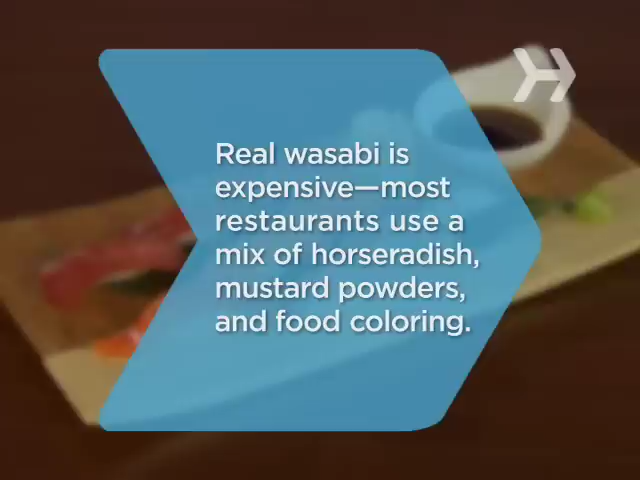 Real wasabi is
expensive—most
restaurants use a
mix of horseradish,
mustard powders,
and food coloring.